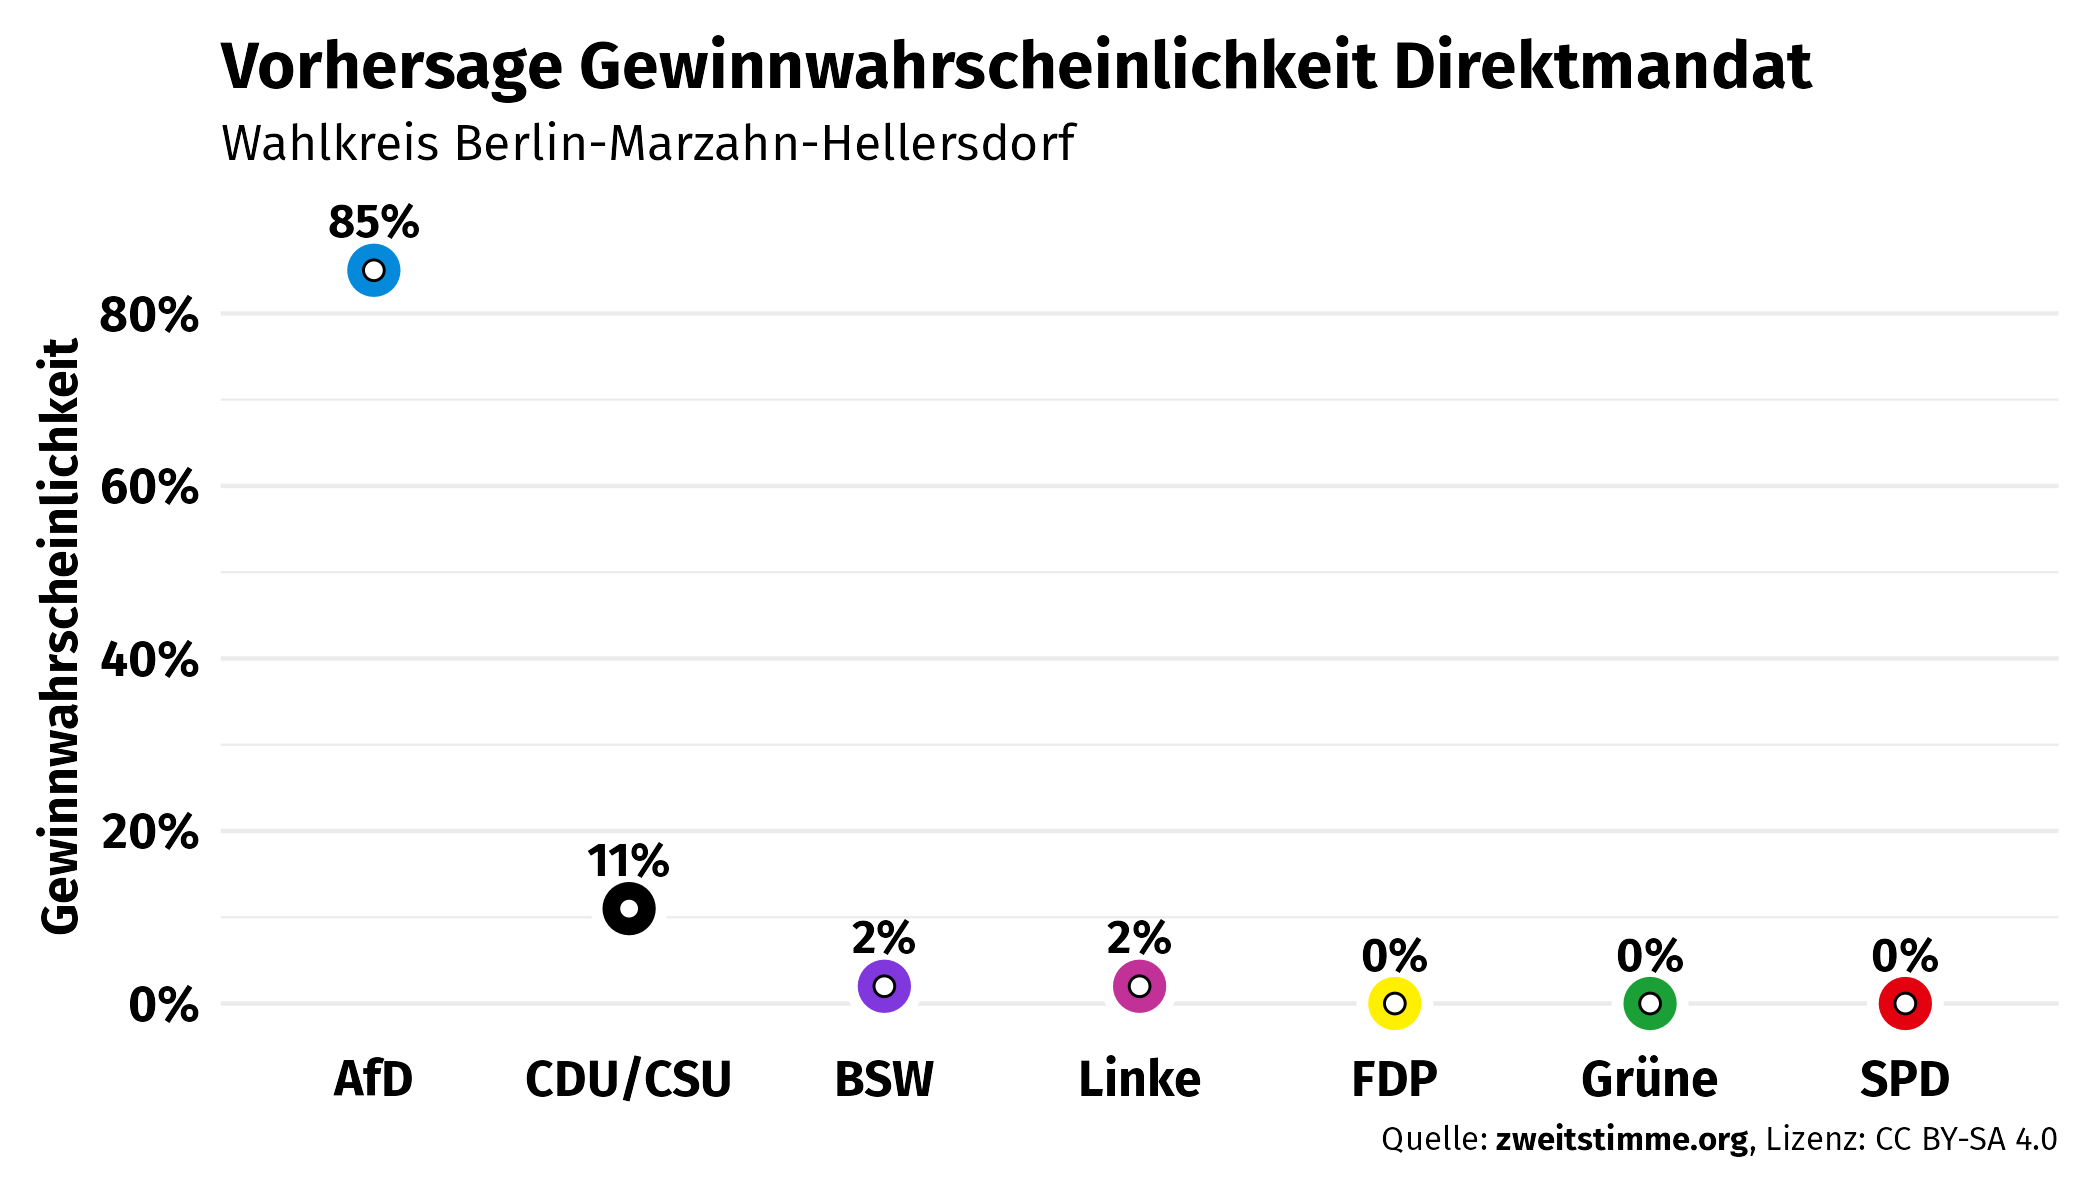 Vorhersage Gewinnwahrscheinlichkeit Direktmandat
Wahlkreis Berlin-Marzahn-Hellersdorf
Gewinnwahrscheinlichkeit
80%
60%
40%
20%
0%
85%
11%
2%
2%
0%
0%
0%
AfD
CDU/CSU
BSW
Linke
FDP
Grüne
SPD
Quelle: zweitstimme.org, Lizenz: CC BY-SA 4.0